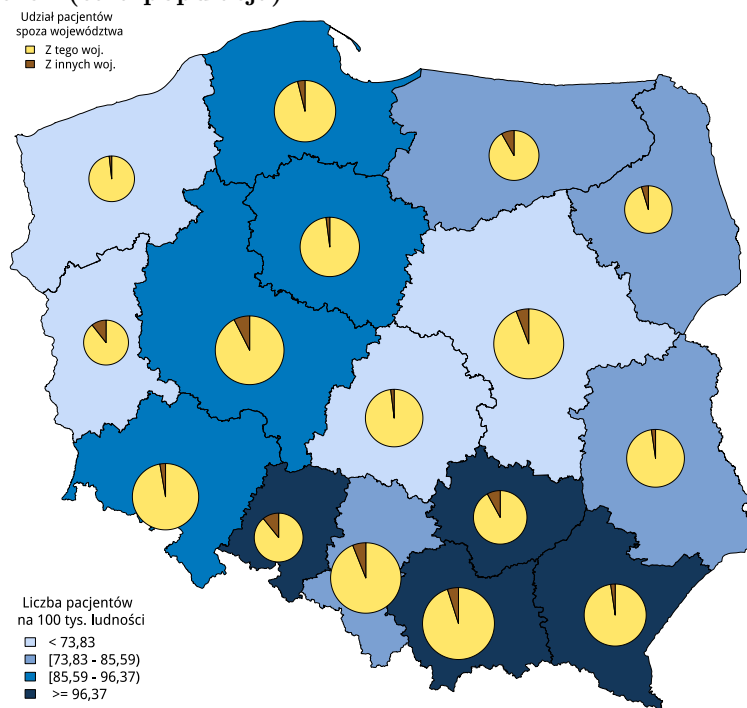 Udział pacjentów
spoza województwa
Z tego woj.
Z innych woj.
Liczba pacjentów
na 100 tys. ludności
< 73,83
[73,83 - 85,59)
[85,59 - 96,37)
>= 96,37